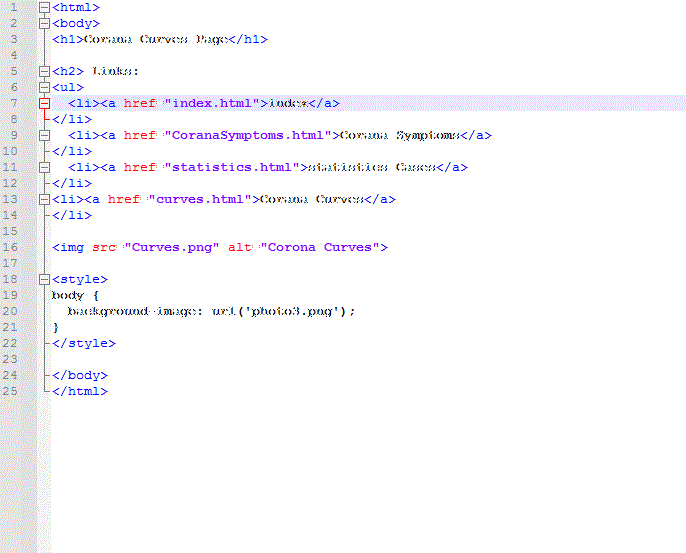 1 <html>
2 <body>
3 <h1>Corana Curves Page</h1>
4
5 <h2> Links:
6 <ul>
7 <li><a href="index.html">index</a>
8 </li>
9 <li><a href="CoranaSymptoms.html">Corana Symptoms</a>
10 </li>
11 <li><a href="statistics.html">statistics Cases</a>
12 </li>
13 <li><a href="curves.html">Corana Curves</a>
14 </li>
15
16 <img src="Curves.png" alt="Corona Curves">
17
18 <style>
19 body {
20 background-image: url('photo3.png');
21 }
22 </style>
23
24 </body>
25 </html>